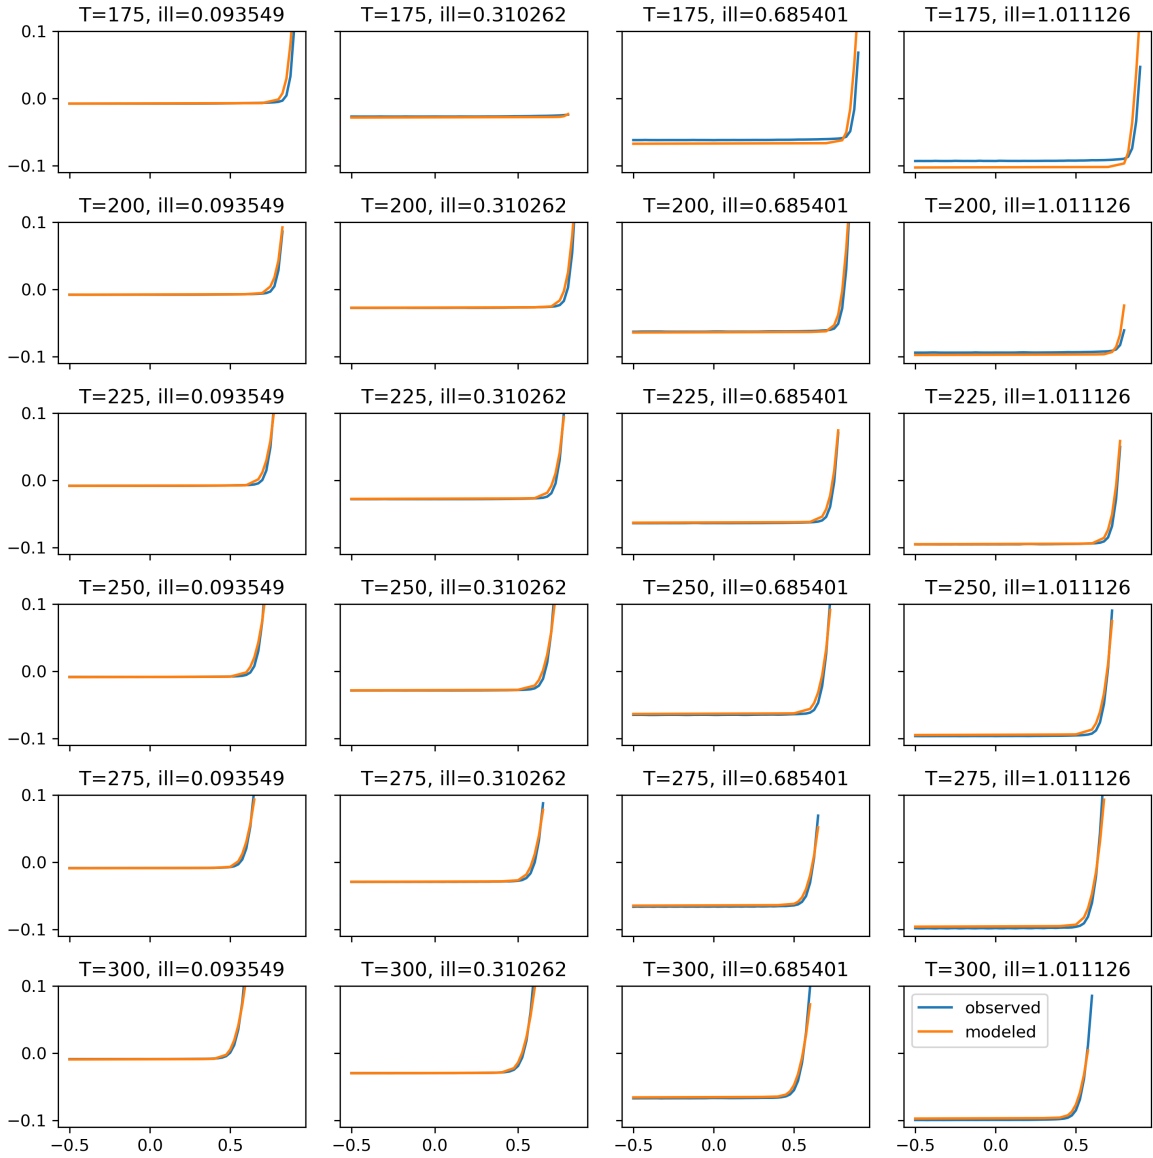 T=175, ill=0.093549 T=175, ill=0.310262 T=175, ill=0.685401 T=175, ill=1.011126
0.1
0.0
−0.1
T=200, ill=0.093549 T=200, ill=0.310262 T=200, ill=0.685401 T=200, ill=1.011126
0.1
0.0
−0.1
T=225, ill=0.093549 T=225, ill=0.310262 T=225, ill=0.685401 T=225, ill=1.011126
0.1
0.0
−0.1
T=250, ill=0.093549 T=250, ill=0.310262 T=250, ill=0.685401 T=250, ill=1.011126
0.1
0.0
−0.1
T=275, ill=0.093549 T=275, ill=0.310262 T=275, ill=0.685401 T=275, ill=1.011126
0.1
0.0
−0.1
T=300, ill=0.093549 T=300, ill=0.310262 T=300, ill=0.685401 T=300, ill=1.011126
0.1
observed
modeled
0.0
−0.1
−0.5 0.0 0.5 −0.5 0.0 0.5 −0.5 0.0 0.5 −0.5 0.0 0.5